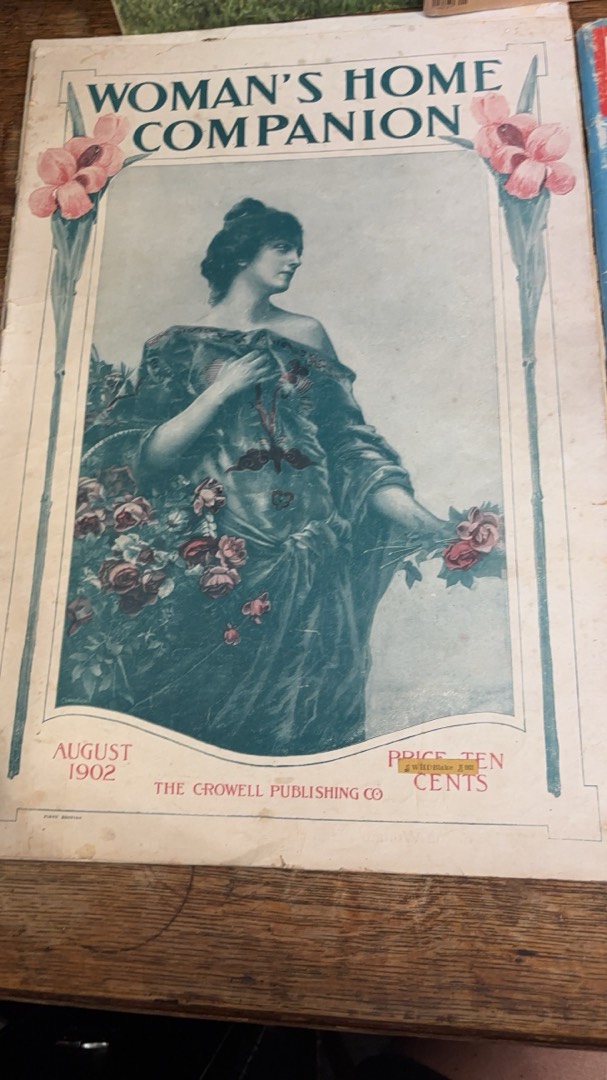 WOMAN'S HOME
COMPANION
AUGUST
1902
PRICE TEN
CENTS
THE CROWELL PUBLISHING CO